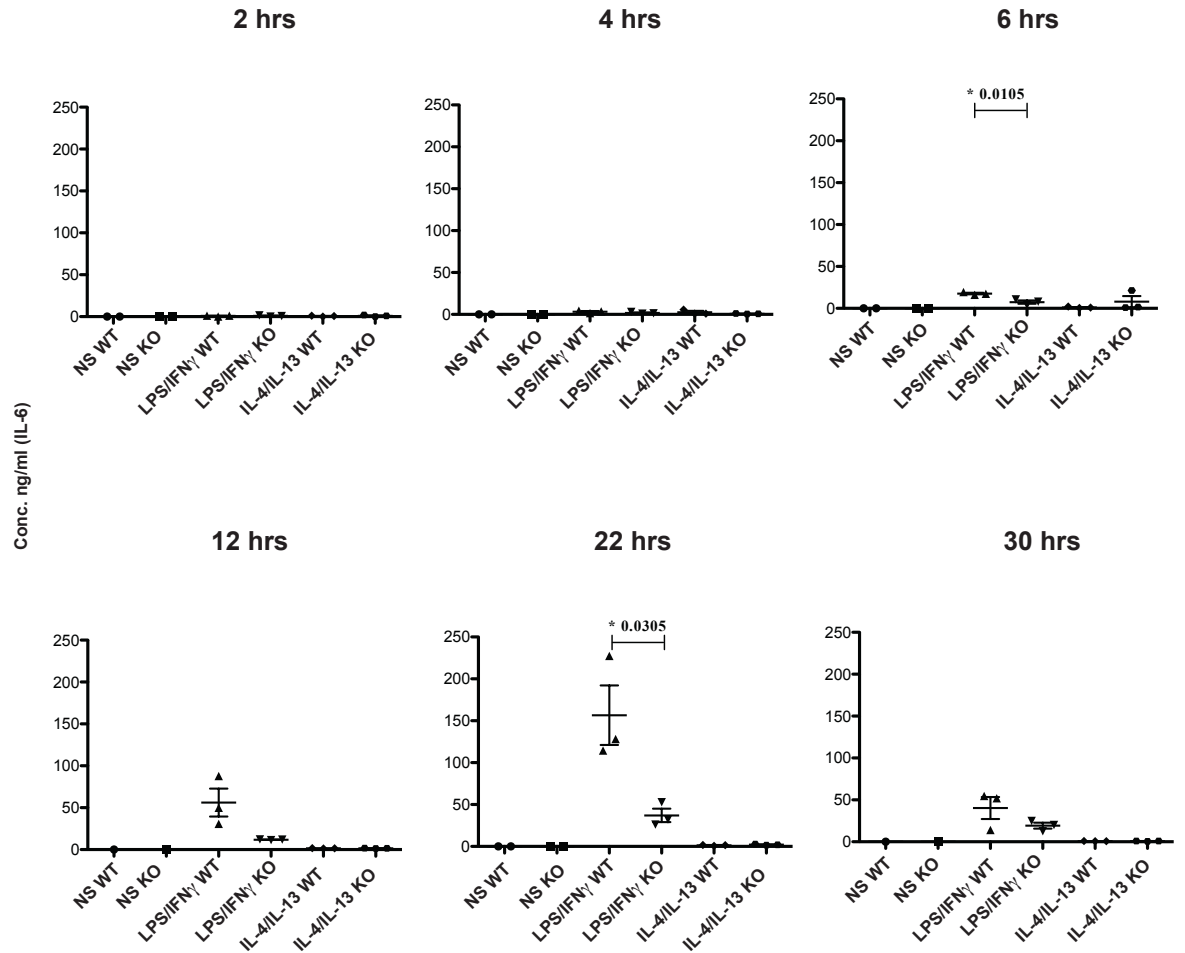 2 hrs
4 hrs
6 hrs
250
200
150
100
50
0
NS WT
NS KO
LPS/IFNγ WT
LPS/IFNγ KO
IL-4/IL-13 WT
IL-4/IL-13 KO
250
200
150
100
50
0
NS WT
NS KO
LPS/IFNγ WT
LPS/IFNγ KO
IL-4/IL-13 WT
IL-4/IL-13 KO
* 0.0105
250
200
150
100
50
0
NS WT
NS KO
LPS/IFNγ WT
LPS/IFNγ KO
IL-4/IL-13 WT
IL-4/IL-13 KO
Conc. ng/ml (IL-6)
12 hrs
22 hrs
30 hrs
250
200
150
100
50
0
NS WT
NS KO
LPS/IFNγ WT
LPS/IFNγ KO
IL-4/IL-13 WT
IL-4/IL-13 KO
* 0.0305
250
200
150
100
50
0
NS WT
NS KO
LPS/IFNγ WT
LPS/IFNγ KO
IL-4/IL-13 WT
IL-4/IL-13 KO
250
200
150
100
50
0
NS WT
NS KO
LPS/IFNγ WT
LPS/IFNγ KO
IL-4/IL-13 WT
IL-4/IL-13 KO